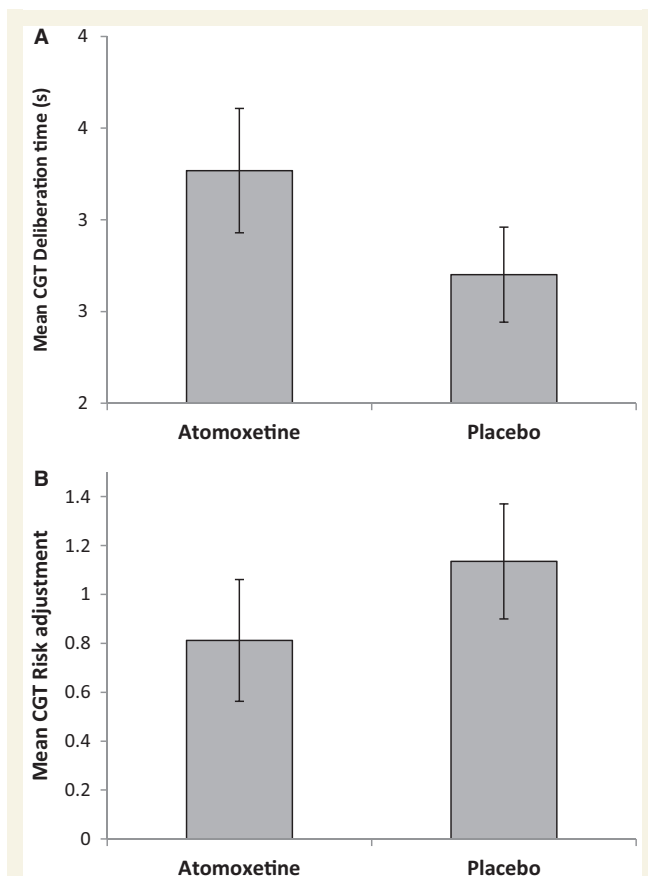 A
Mean CGT Deliberation time (s)
4
4
3
3
2
Atomoxetine Placebo
B
Mean CGT Risk adjustment
1.4
1.2
1
0.8
0.6
0.4
0.2
0
Atomoxetine Placebo